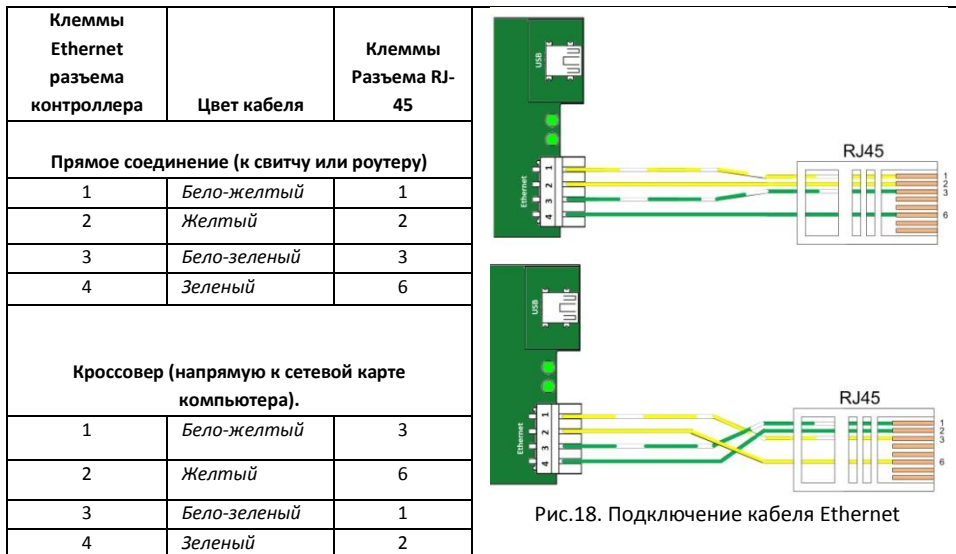 Клеммы
Ethernet
разъема
контроллера
Цвет кабеля
Клеммы
Разъема RJ-
45
Прямое соединение (к свитчу или роутеру)
1 Бело-желтый 1
2 Желтый 2
3 Бело-зеленый 3
4 Зеленый 6
Кроссовер (напрямую к сетевой карте
компьютера).
1 Бело-желтый 3
2 Желтый 6
3 Бело-зеленый 1
4 Зеленый 2
USB
Ethernet
1
2
3
4
RJ45
1
2
3
6
USB
Ethernet
1
2
3
4
RJ45
1
2
3
6
Рис.18. Подключение кабеля Ethernet